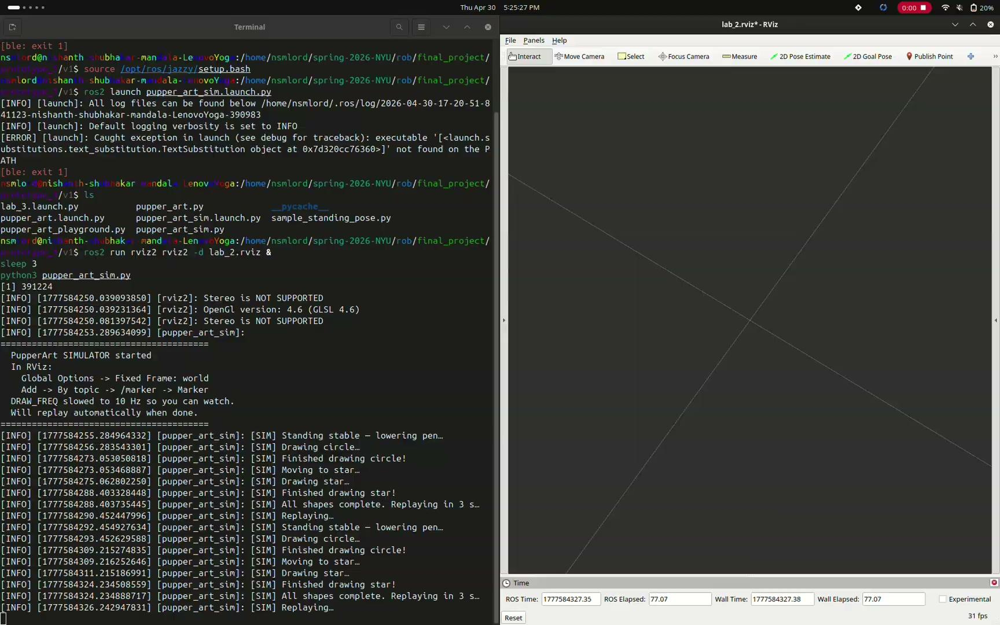 Thu Apr 30 5:25:27 PM
0:00
20%
Terminal
[ble: exit 1]
nsmlord@nishanth-shubhakar-mandala-LenovoYoga:/home/nsmlord/spring-2026-NYU/rob/final_project/
prototype_1/v1$ source /opt/ros/jazzy/setup.bash
nsmlord@nishanth-shubhakar-mandala-LenovoYoga:/home/nsmlord/spring-2026-NYU/rob/final_project/
prototype_1/v1$ ros2 launch pupper_art_sim.launch.py
[INFO] [launch]: All log files can be found below /home/nsmlord/.ros/log/2026-04-30-17-20-51-8
41123-nishanth-shubhakar-mandala-LenovoYoga-390983
[INFO] [launch]: Default logging verbosity is set to INFO
[ERROR] [launch]: Caught exception in launch (see debug for traceback): executable '[<launch.s
ubstitutions.text_substitution.TextSubstitution object at 0x7d320cc76360>]' not found on the P
ATH
[ble: exit 1]
nsmlord@nishanth-shubhakar-mandala-LenovoYoga:/home/nsmlord/spring-2026-NYU/rob/final_project/
prototype_1/v1$ ls
lab_3.launch.py pupper_art.py __pycache__
pupper_art.launch.py pupper_art_sim.launch.py sample_standing_pose.py
pupper_art_playground.py pupper_art_sim.py
nsmlord@nishanth-shubhakar-mandala-LenovoYoga:/home/nsmlord/spring-2026-NYU/rob/final_project/
prototype_1/v1$ ros2 run rviz2 rviz2 -d lab_2.rviz &
sleep 3
python3 pupper_art_sim.py
[1] 391224
[INFO] [1777584250.039093850] [rviz2]: Stereo is NOT SUPPORTED
[INFO] [1777584250.039231364] [rviz2]: OpenGl version: 4.6 (GLSL 4.6)
[INFO] [1777584250.081397542] [rviz2]: Stereo is NOT SUPPORTED
[INFO] [1777584253.289634099] [pupper_art_sim]:
========================================
PupperArt SIMULATOR started
In RViz:
Global Options -> Fixed Frame: world
Add -> By topic -> /marker -> Marker
DRAW_FREQ slowed to 10 Hz so you can watch.
Will replay automatically when done.
========================================
[INFO] [1777584255.284964332] [pupper_art_sim]: [SIM] Standing stable — lowering pen…
[INFO] [1777584256.283543301] [pupper_art_sim]: [SIM] Drawing circle…
[INFO] [1777584273.053050818] [pupper_art_sim]: [SIM] Finished drawing circle!
[INFO] [1777584273.053468887] [pupper_art_sim]: [SIM] Moving to star…
[INFO] [1777584275.062802250] [pupper_art_sim]: [SIM] Drawing star…
[INFO] [1777584288.403328448] [pupper_art_sim]: [SIM] Finished drawing star!
[INFO] [1777584288.403735445] [pupper_art_sim]: [SIM] All shapes complete. Replaying in 3 s…
[INFO] [1777584290.452447996] [pupper_art_sim]: [SIM] Replaying…
[INFO] [1777584292.454927634] [pupper_art_sim]: [SIM] Standing stable — lowering pen…
[INFO] [1777584293.452629588] [pupper_art_sim]: [SIM] Drawing circle…
[INFO] [1777584309.215274835] [pupper_art_sim]: [SIM] Finished drawing circle!
[INFO] [1777584309.216252646] [pupper_art_sim]: [SIM] Moving to star…
[INFO] [1777584311.215186991] [pupper_art_sim]: [SIM] Drawing star…
[INFO] [1777584324.234508559] [pupper_art_sim]: [SIM] Finished drawing star!
[INFO] [1777584324.234888717] [pupper_art_sim]: [SIM] All shapes complete. Replaying in 3 s…
[INFO] [1777584326.242947831] [pupper_art_sim]: [SIM] Replaying…
lab_2.rviz* - RViz
File Panels Help
Interact Move Camera Select Focus Camera Measure 2D Pose Estimate 2D Goal Pose Publish Point
Time
ROS Time: 1777584327.35 ROS Elapsed: 77.07 Wall Time: 1777584327.38 Wall Elapsed: 77.07 Experimental
Reset 31 fps